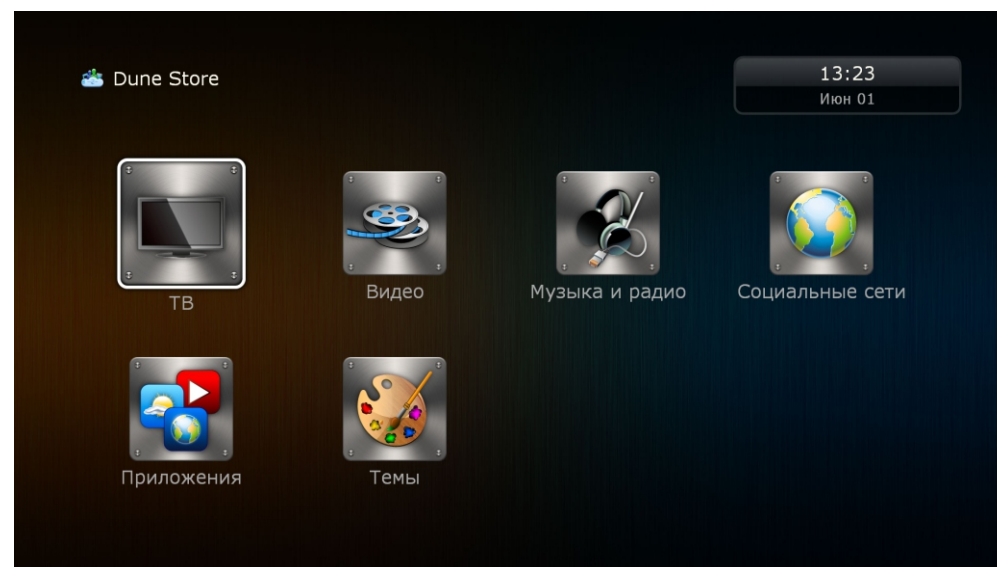 Dune Store
13:23
Июн 01
ТВ
Видео
Музыка и радио
Социальные сети
Приложения
Темы